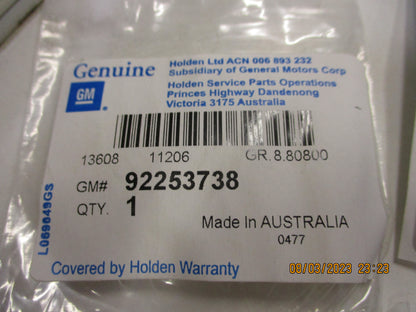 Genuine
GM
Holden Ltd ACN 006 893 232
Subsidiary of General Motors Corp
Holden Service Parts Operations
Princes Highway Dandenong
Victoria 3175 Australia
13608 11206 GR.8.80800
GM# 92253738
QTY. 1
Made In AUSTRALIA
0477
L069649GS
Covered by Holden Warranty
09/03/2023 23:23